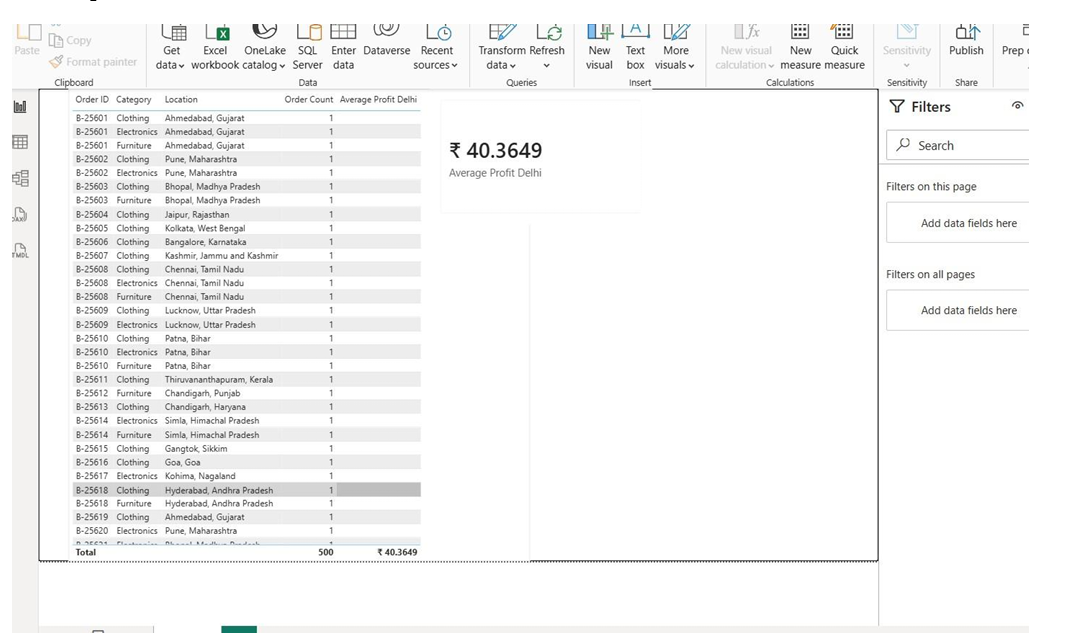 Paste
Copy
Format painter
Clipboard
Get data
Excel workbook
OneLake catalog
SQL Server
Enter data
Dataverse
Recent sources
Data
Transform data
Refresh
Queries
New visual
Text box
More visuals
Insert
New visual calculation
New measure
Quick measure
Calculations
Sensitivity
Sensitivity
Publish
Share
Prep
DAX
TMDL
Order ID Category Location Order Count Average Profit Delhi
B-25601 Clothing Ahmedabad, Gujarat 1
B-25601 Electronics Ahmedabad, Gujarat 1
B-25601 Furniture Ahmedabad, Gujarat 1
B-25602 Clothing Pune, Maharashtra 1
B-25602 Electronics Pune, Maharashtra 1
B-25603 Clothing Bhopal, Madhya Pradesh 1
B-25603 Furniture Bhopal, Madhya Pradesh 1
B-25604 Clothing Jaipur, Rajasthan 1
B-25605 Clothing Kolkata, West Bengal 1
B-25606 Clothing Bangalore, Karnataka 1
B-25607 Clothing Kashmir, Jammu and Kashmir 1
B-25608 Clothing Chennai, Tamil Nadu 1
B-25608 Electronics Chennai, Tamil Nadu 1
B-25608 Furniture Chennai, Tamil Nadu 1
B-25609 Clothing Lucknow, Uttar Pradesh 1
B-25609 Electronics Lucknow, Uttar Pradesh 1
B-25610 Clothing Patna, Bihar 1
B-25610 Electronics Patna, Bihar 1
B-25610 Furniture Patna, Bihar 1
B-25611 Clothing Thiruvananthapuram, Kerala 1
B-25612 Furniture Chandigarh, Punjab 1
B-25613 Clothing Chandigarh, Haryana 1
B-25614 Electronics Simla, Himachal Pradesh 1
B-25614 Furniture Simla, Himachal Pradesh 1
B-25615 Clothing Gangtok, Sikkim 1
B-25616 Clothing Goa, Goa 1
B-25617 Electronics Kohima, Nagaland 1
B-25618 Clothing Hyderabad, Andhra Pradesh 1
B-25618 Furniture Hyderabad, Andhra Pradesh 1
B-25619 Clothing Ahmedabad, Gujarat 1
B-25620 Electronics Pune, Maharashtra 1
Total 500 ₹ 40.3649
₹ 40.3649
Average Profit Delhi
Filters
Search
Filters on this page
Add data fields here
Filters on all pages
Add data fields here